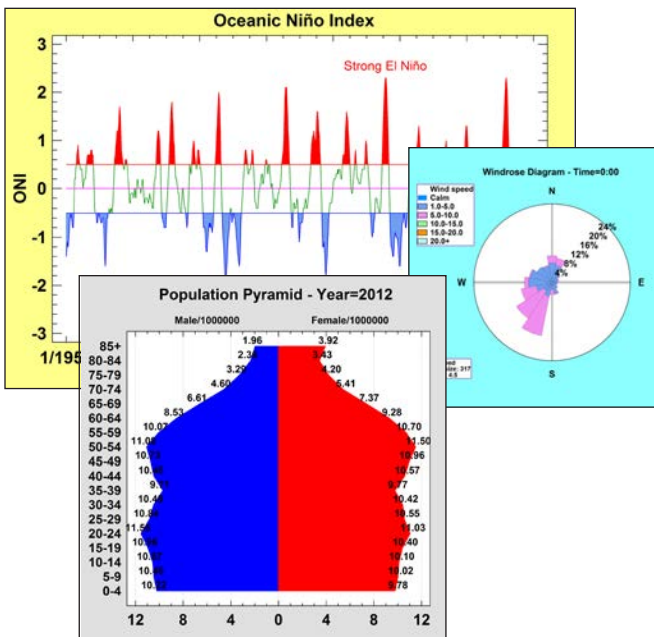 Oceanic Niño Index
3
Strong El Niño
2
1
ONI
0
-1
-2
-3
Windrose Diagram - Time=0:00
Wind speed
Calm
1.0-5.0
5.0-10.0
10.0-15.0
15.0-20.0
20.0+
N
24%
20%
16%
12%
8%
4%
W
E
S
Population Pyramid - Year=2012
Male/1000000 Female/1000000
85+ 1.96 3.92
80-84 3.43
75-79 3.29 4.20
70-74 4.60 5.41
65-69 6.61 7.37
60-64 8.53 9.28
55-59 10.07 10.70
50-54 11.50
45-49 10.96
40-44 10.57
35-39 9.77
30-34 10.42
25-29 10.55
20-24 11.03
15-19 10.40
10-14 10.10
5-9 10.02
0-4 9.78
12 8 4 0 4 8 12